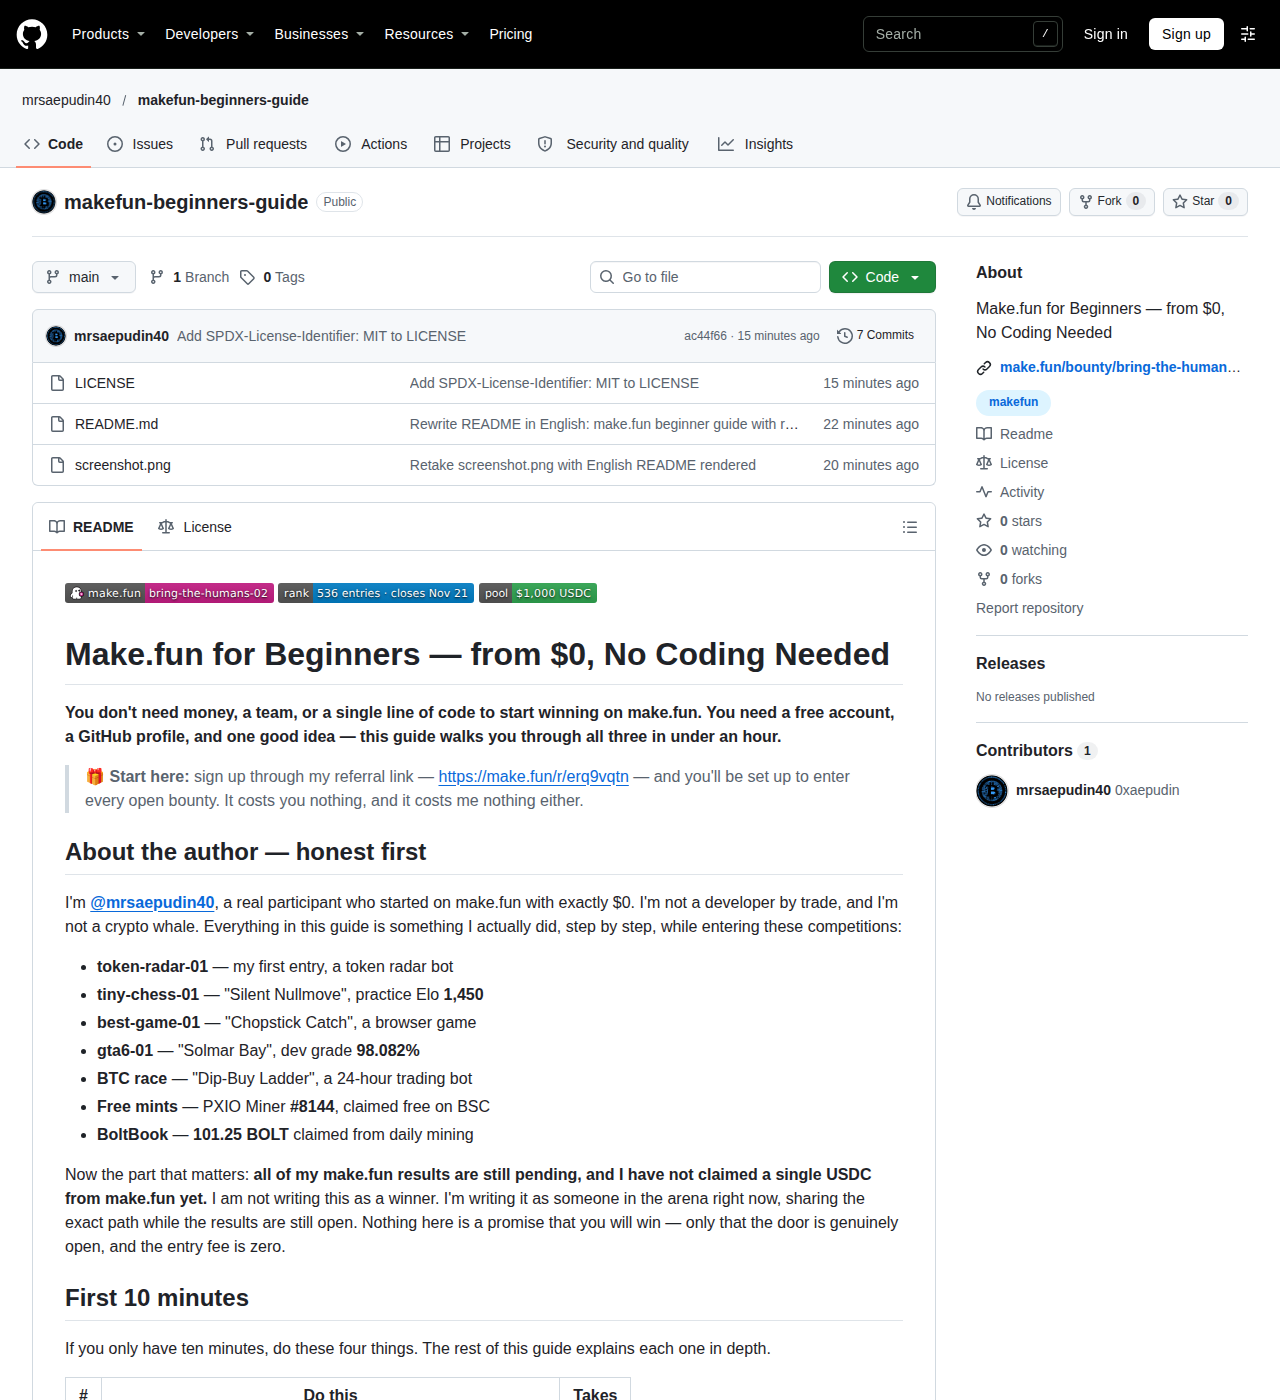 Products Developers Businesses Resources Pricing Search / Sign in Sign up
mrsaepudin40 / makefun-beginners-guide
Code Issues Pull requests Actions Projects Security and quality Insights
makefun-beginners-guide Public Notifications Fork 0 Star 0
main 1 Branch 0 Tags Go to file Code
mrsaepudin40 Add SPDX-License-Identifier: MIT to LICENSE ac44f66 · 15 minutes ago 7 Commits
LICENSE Add SPDX-License-Identifier: MIT to LICENSE 15 minutes ago
README.md Rewrite README in English: make.fun beginner guide with r… 22 minutes ago
screenshot.png Retake screenshot.png with English README rendered 20 minutes ago
README License
make.fun bring-the-humans-02 rank 536 entries · closes Nov 21 pool $1,000 USDC
Make.fun for Beginners — from $0, No Coding Needed
You don't need money, a team, or a single line of code to start winning on make.fun. You need a free account,
a GitHub profile, and one good idea — this guide walks you through all three in under an hour.
🎁 Start here: sign up through my referral link — https://make.fun/r/erq9vqtn — and you'll be set up to enter
every open bounty. It costs you nothing, and it costs me nothing either.
About the author — honest first
I'm @mrsaepudin40, a real participant who started on make.fun with exactly $0. I'm not a developer by trade, and I'm
not a crypto whale. Everything in this guide is something I actually did, step by step, while entering these competitions:
• token-radar-01 — my first entry, a token radar bot
• tiny-chess-01 — "Silent Nullmove", practice Elo 1,450
• best-game-01 — "Chopstick Catch", a browser game
• gta6-01 — "Solmar Bay", dev grade 98.082%
• BTC race — "Dip-Buy Ladder", a 24-hour trading bot
• Free mints — PXIO Miner #8144, claimed free on BSC
• BoltBook — 101.25 BOLT claimed from daily mining
Now the part that matters: all of my make.fun results are still pending, and I have not claimed a single USDC
from make.fun yet. I am not writing this as a winner. I'm writing it as someone in the arena right now, sharing the
exact path while the results are still open. Nothing here is a promise that you will win — only that the door is genuinely
open, and the entry fee is zero.
First 10 minutes
If you only have ten minutes, do these four things. The rest of this guide explains each one in depth.
# Do this Takes
About
Make.fun for Beginners — from $0,
No Coding Needed
make.fun/bounty/bring-the-human…
makefun
Readme
License
Activity
0 stars
0 watching
0 forks
Report repository
Releases
No releases published
Contributors 1
mrsaepudin40 0xaepudin